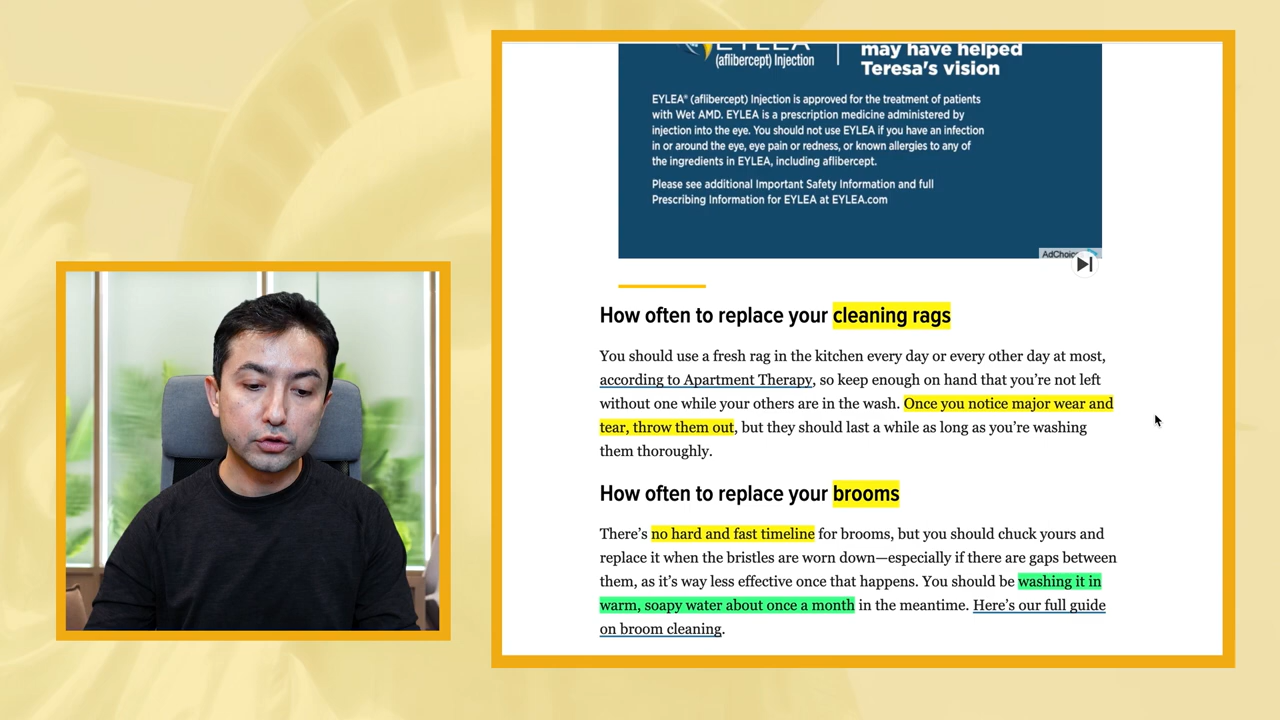 EYLEA
(aflibercept) Injection
may have helped
Teresa's vision
EYLEA® (aflibercept) Injection is approved for the treatment of patients
with Wet AMD. EYLEA is a prescription medicine administered by
injection into the eye. You should not use EYLEA if you have an infection
in or around the eye, eye pain or redness, or known allergies to any of
the ingredients in EYLEA, including aflibercept.
Please see additional Important Safety Information and full
Prescribing Information for EYLEA at EYLEA.com
How often to replace your cleaning rags
You should use a fresh rag in the kitchen every day or every other day at most,
according to Apartment Therapy, so keep enough on hand that you’re not left
without one while your others are in the wash. Once you notice major wear and
tear, throw them out, but they should last a while as long as you’re washing
them thoroughly.
How often to replace your brooms
There’s no hard and fast timeline for brooms, but you should chuck yours and
replace it when the bristles are worn down—especially if there are gaps between
them, as it’s way less effective once that happens. You should be washing it in
warm, soapy water about once a month in the meantime. Here’s our full guide
on broom cleaning.